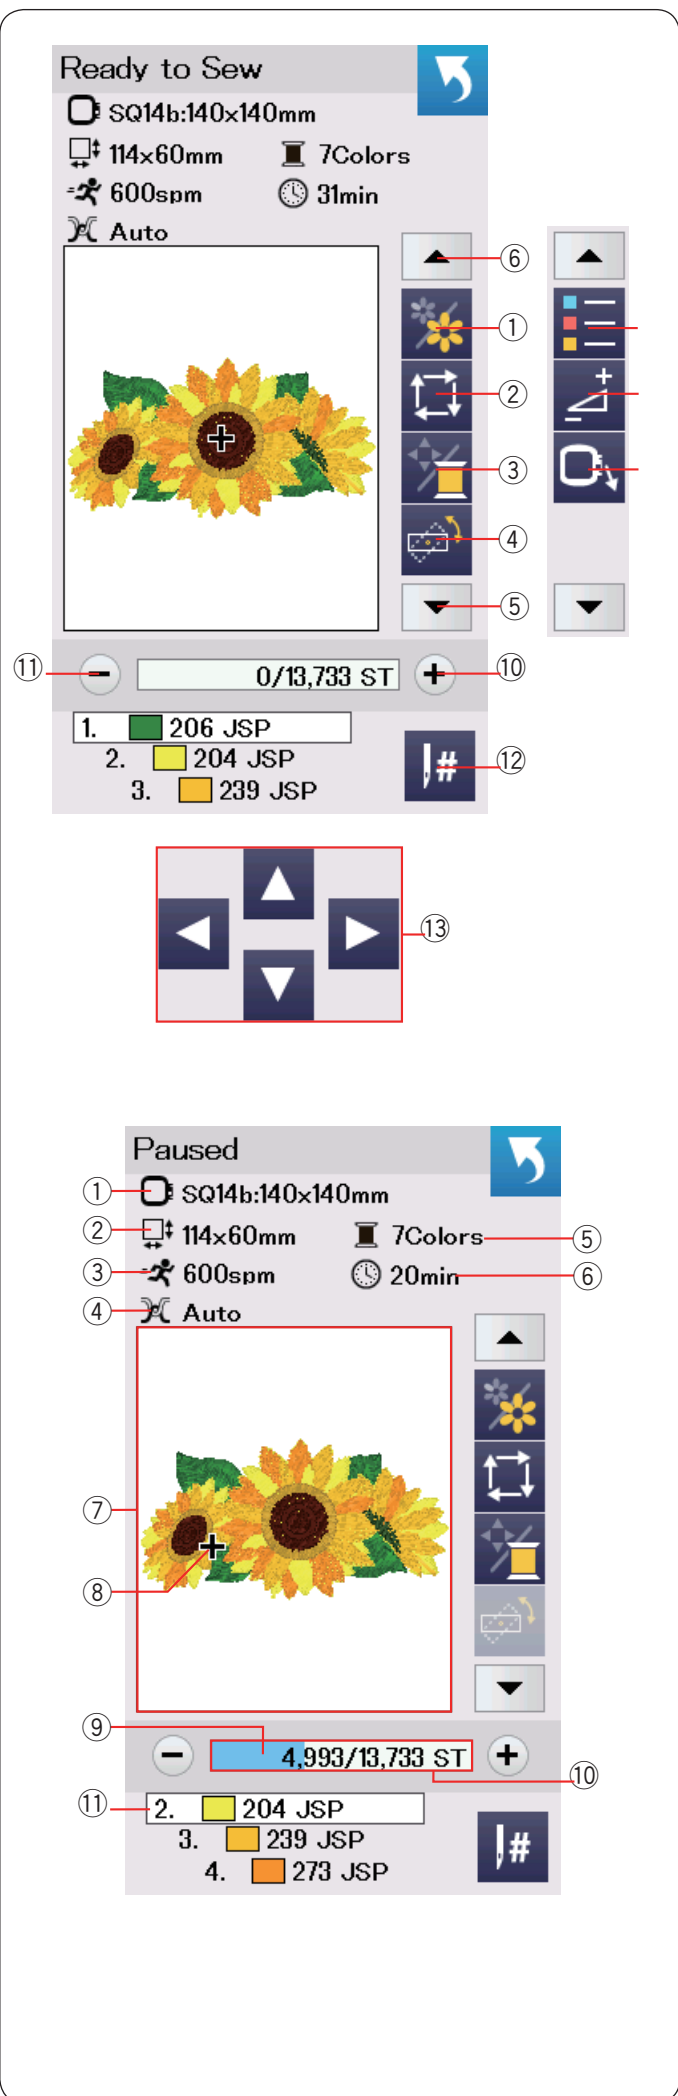 Ready to Sew
SQ14b:140x140mm
114x60mm 7Colors
600spm 31min
Auto
⑥
①
②
③
④
⑤
⑪ − 0/13,733 ST + ⑩
1. 206 JSP
2. 204 JSP
3. 239 JSP
# ⑫
⑬
Paused
① SQ14b:140x140mm
② 114x60mm 7Colors ⑤
③ 600spm 20min ⑥
④ Auto
⑦
⑧
⑨
− 4,993/13,733 ST +
⑩
⑪ 2. 204 JSP
3. 239 JSP
4. 273 JSP
#